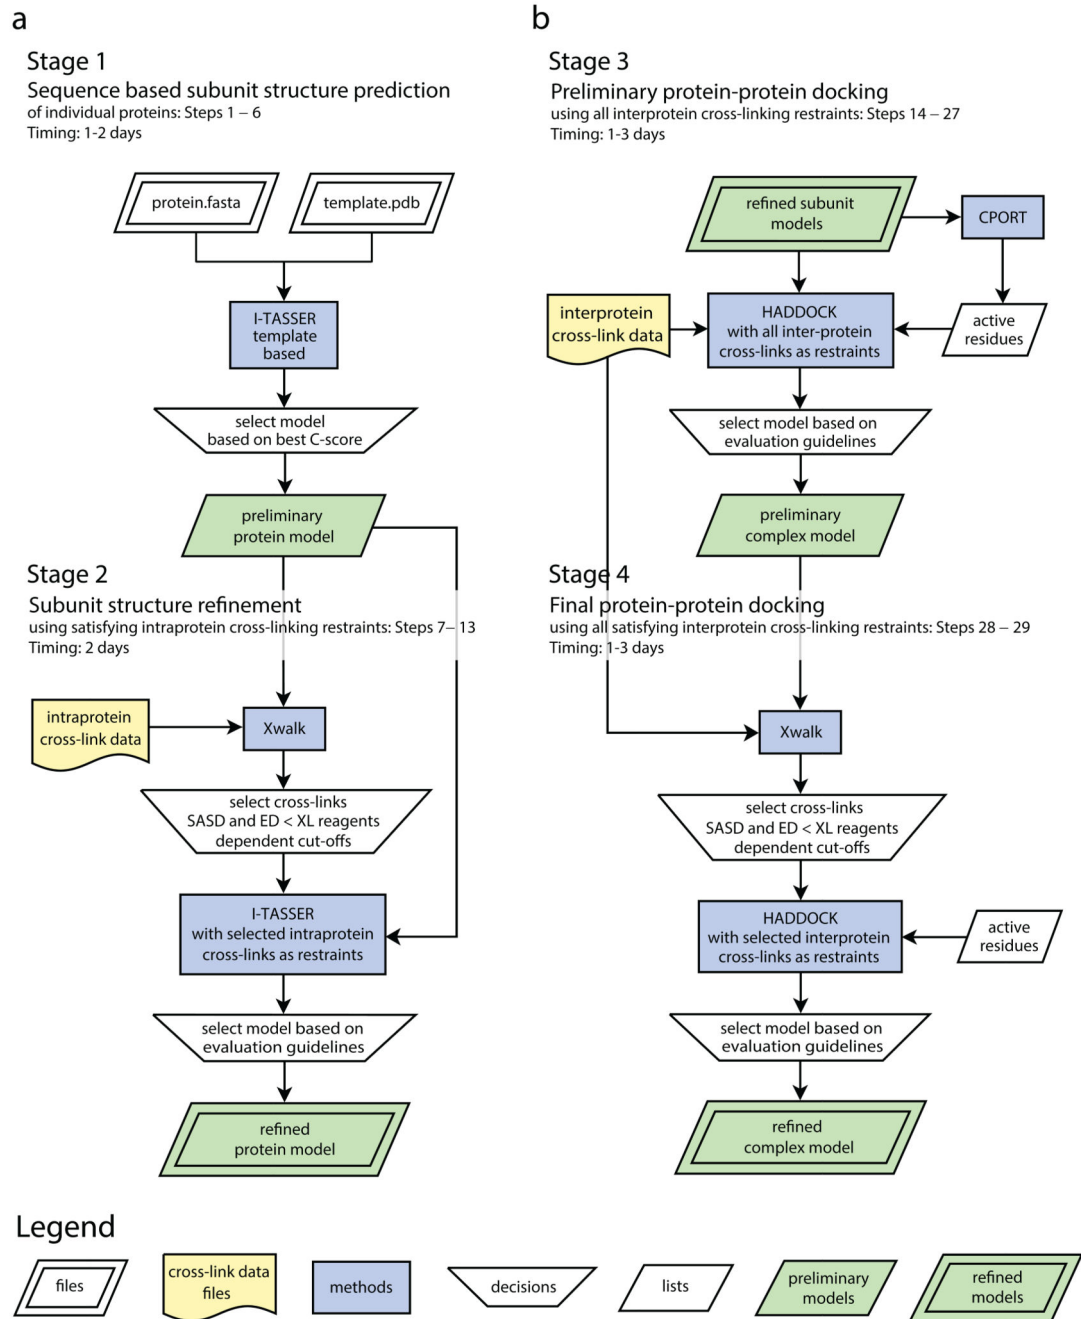 a
Stage 1
Sequence based subunit structure prediction
of individual proteins: Steps 1 – 6
Timing: 1-2 days
protein.fasta
template.pdb
I-TASSER
template
based
select model
based on best C-score
preliminary
protein model
Stage 2
Subunit structure refinement
using satisfying intraprotein cross-linking restraints: Steps 7– 13
Timing: 2 days
intraprotein
cross-link data
Xwalk
select cross-links
SASD and ED < XL reagents
dependent cut-offs
I-TASSER
with selected intraprotein
cross-links as restraints
select model based on
evaluation guidelines
refined
protein model
b
Stage 3
Preliminary protein-protein docking
using all interprotein cross-linking restraints: Steps 14 – 27
Timing: 1-3 days
refined subunit
models
CPORT
interprotein
cross-link data
HADDOCK
with all inter-protein
cross-links as restraints
active
residues
select model based on
evaluation guidelines
preliminary
complex model
Stage 4
Final protein-protein docking
using all satisfying interprotein cross-linking restraints: Steps 28 – 29
Timing: 1-3 days
Xwalk
select cross-links
SASD and ED < XL reagents
dependent cut-offs
HADDOCK
with selected interprotein
cross-links as restraints
active
residues
select model based on
evaluation guidelines
refined
complex model
Legend
files
cross-link data
files
methods
decisions
lists
preliminary
models
refined
models